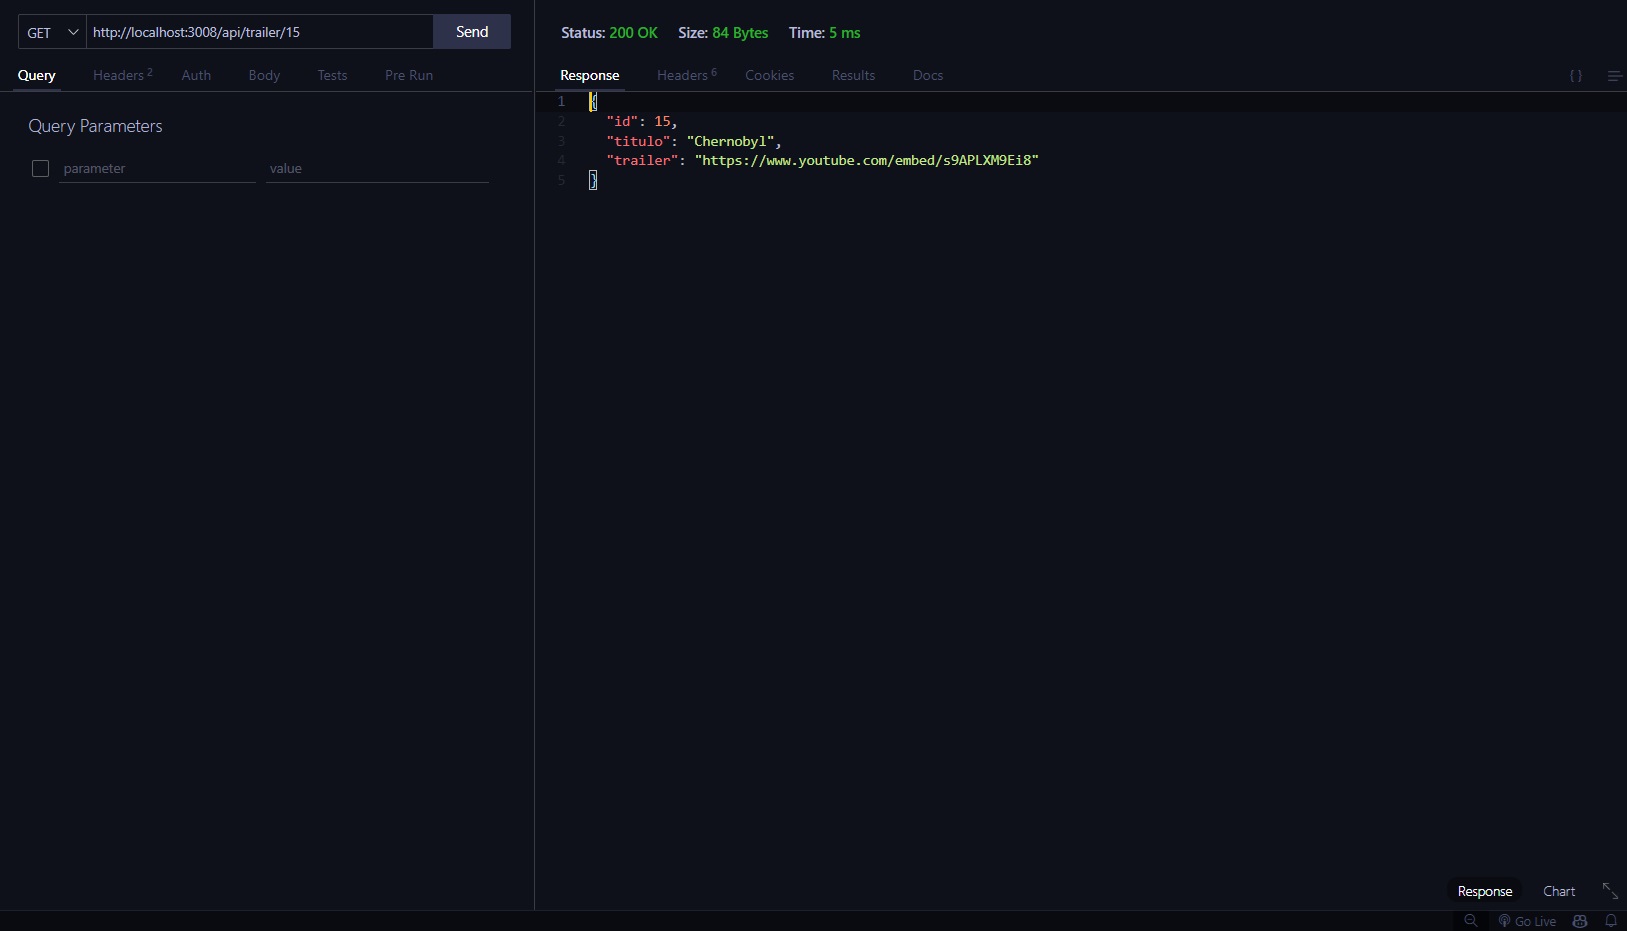 GET
http://localhost:3008/api/trailer/15
Send
Query
Headers 2
Auth
Body
Tests
Pre Run
Query Parameters
parameter
value
Status: 200 OK
Size: 84 Bytes
Time: 5 ms
Response
Headers 6
Cookies
Results
Docs
{ }
1 {
2 "id": 15,
3 "titulo": "Chernobyl",
4 "trailer": "https://www.youtube.com/embed/s9APLXM9Ei8"
5 }
Response
Chart
Go Live